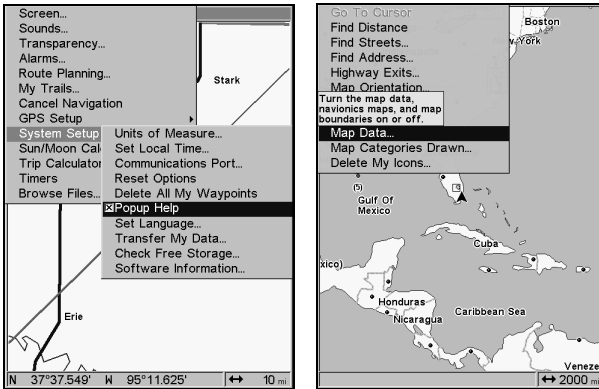 Screen...
Sounds...
Transparency...
Alarms...
Route Planning...
My Trails...
Cancel Navigation
GPS Setup
System Setup
Sun/Moon Cal
Trip Calculator
Timers
Browse Files...
Units of Measure...
Set Local Time...
Communications Port...
Reset Options
Delete All My Waypoints
Popup Help
Set Language...
Transfer My Data...
Check Free Storage...
Software Information...
Stark
Erie
N 37°37.549' W 95°11.625' ↔ 10 mi
Go To Cursor
Find Distance
Find Streets...
Find Address...
Highway Exits...
Map Orientation...
Turn the map data,
navionics maps, and map
boundaries on or off.
Map Data...
Map Categories Drawn...
Delete My Icons...
Boston
York
(5)
Gulf Of
Mexico
Cuba
xico)
Honduras
Nicaragua
Caribbean Sea
Veneze
↔ 2000 mi